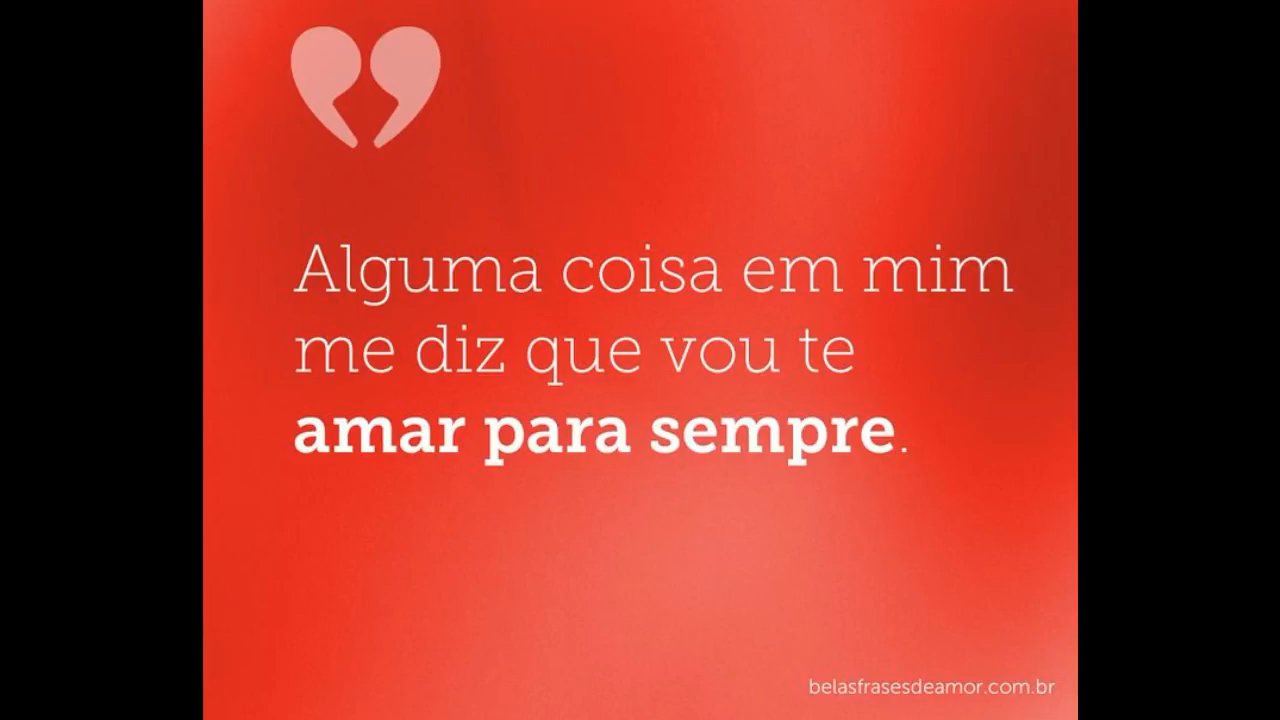 Alguma coisa em mim
me diz que vou te
amar para sempre.
belasfrasesdeamor.com.br